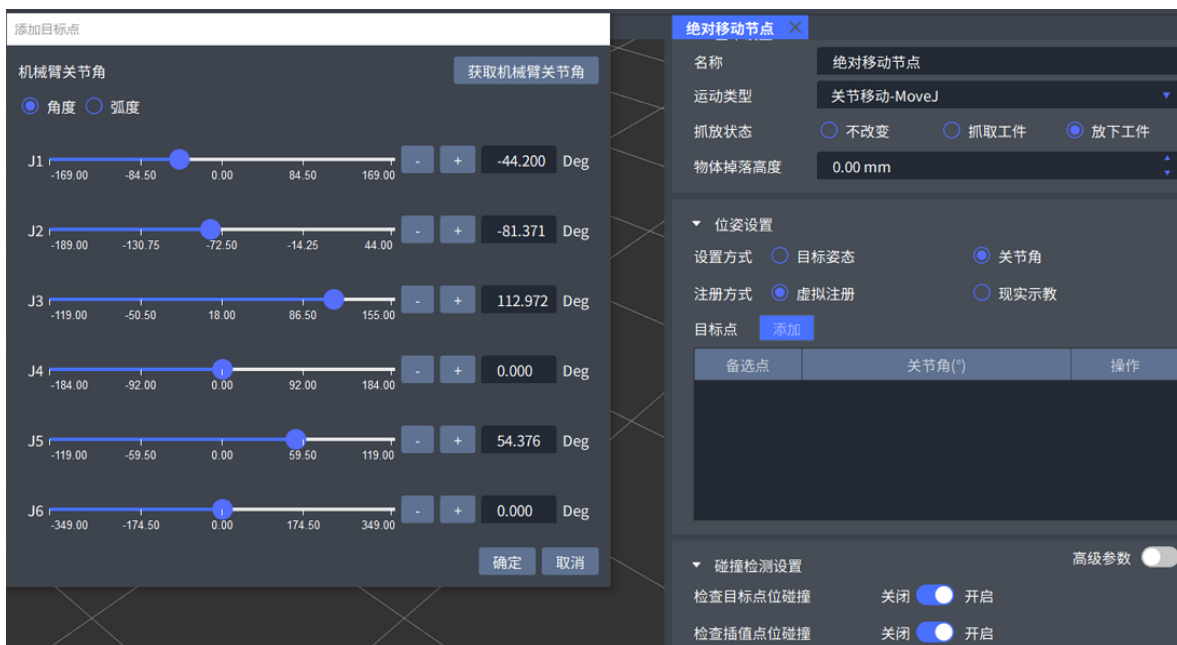 添加目标点
机械臂关节角
获取机械臂关节角
角度 弧度
J1 - + -44.200 Deg
-169.00 -84.50 0.00 84.50 169.00
J2 - + -81.371 Deg
-189.00 -130.75 -72.50 -14.25 44.00
J3 - + 112.972 Deg
-119.00 -50.50 18.00 86.50 155.00
J4 - + 0.000 Deg
-184.00 -92.00 0.00 92.00 184.00
J5 - + 54.376 Deg
-119.00 -59.50 0.00 59.50 119.00
J6 - + 0.000 Deg
-349.00 -174.50 0.00 174.50 349.00
确定 取消
绝对移动节点
名称 绝对移动节点
运动类型 关节移动-MoveJ
抓放状态 不改变 抓取工件 放下工件
物体掉落高度 0.00 mm
位姿设置
设置方式 目标姿态 关节角
注册方式 虚拟注册 现实示教
目标点 添加
备选点 关节角(°) 操作
碰撞检测设置 高级参数
检查目标点位碰撞 关闭 开启
检查插值点位碰撞 关闭 开启